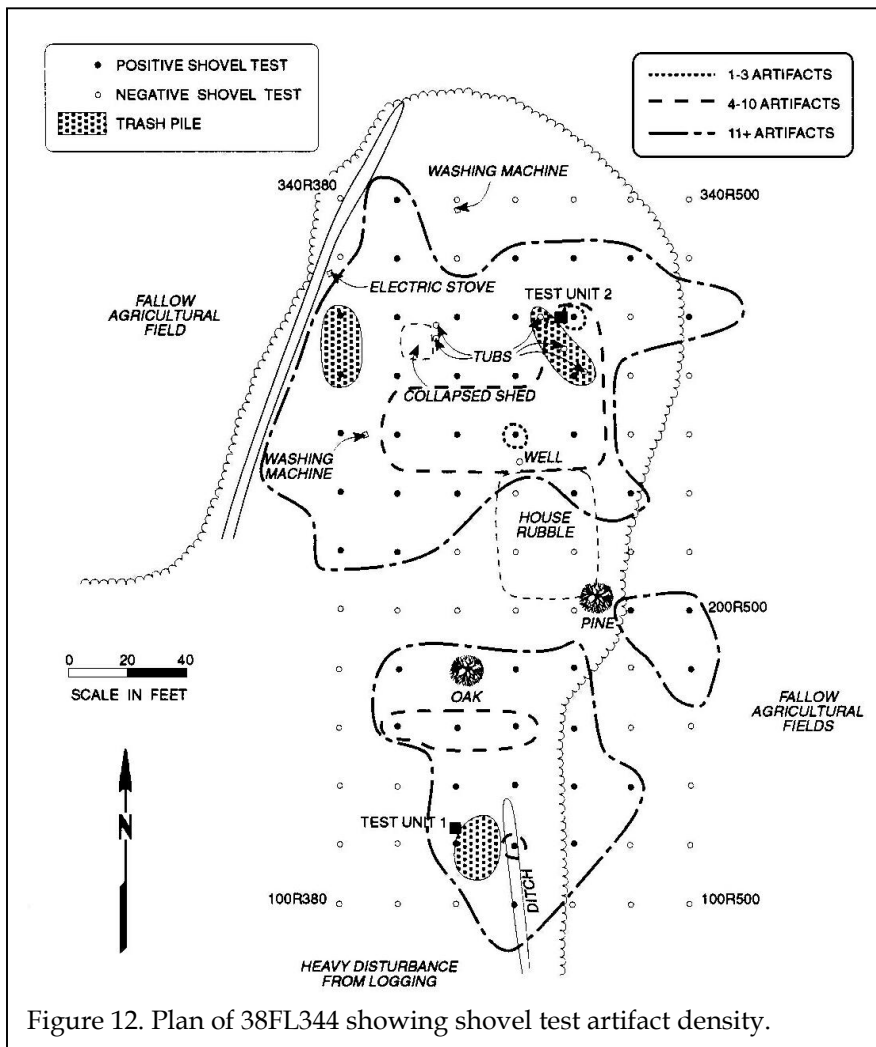 POSITIVE SHOVEL TEST
NEGATIVE SHOVEL TEST
TRASH PILE
1-3 ARTIFACTS
4-10 ARTIFACTS
11+ ARTIFACTS
WASHING MACHINE
340R380
340R500
ELECTRIC STOVE
FALLOW
AGRICULTURAL
FIELD
TEST UNIT 2
TUBS
COLLAPSED SHED
WASHING
MACHINE
WELL
HOUSE
RUBBLE
PINE
200R500
0 20 40
SCALE IN FEET
OAK
FALLOW
AGRICULTURAL
FIELDS
N
TEST UNIT 1
DITCH
100R380
100R500
HEAVY DISTURBANCE
FROM LOGGING
Figure 12. Plan of 38FL344 showing shovel test artifact density.